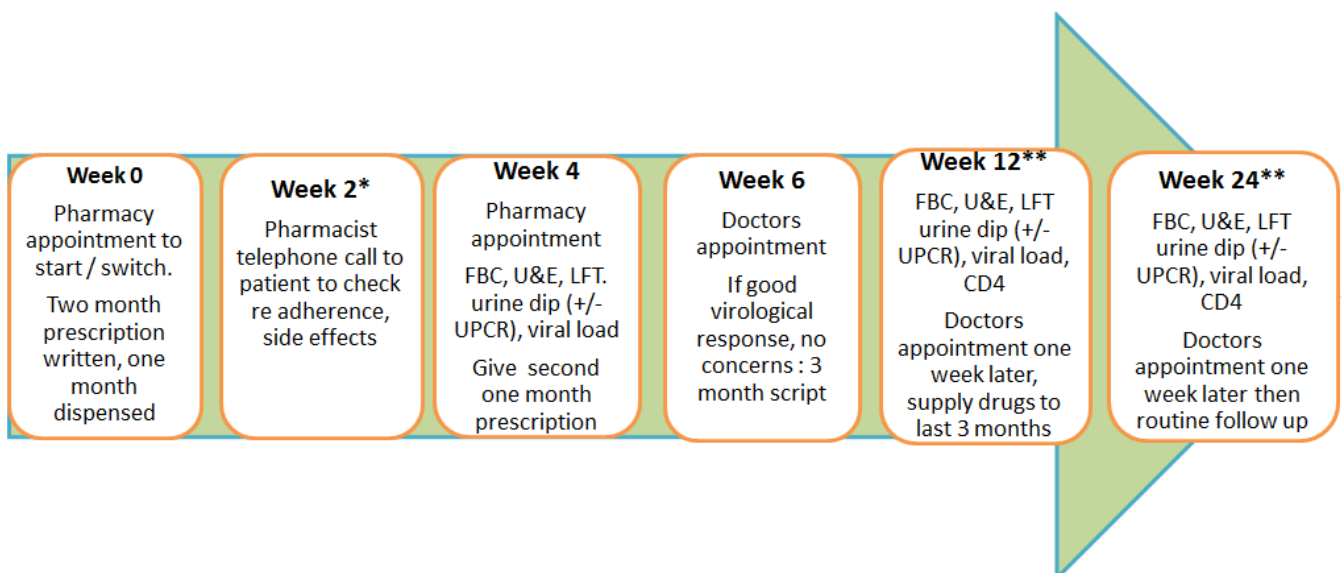 Week 0
Pharmacy
appointment to
start / switch.
Two month
prescription
written, one
month
dispensed
Week 2*
Pharmacist
telephone call to
patient to check
re adherence,
side effects
Week 4
Pharmacy
appointment
FBC, U&E, LFT.
urine dip (+/-
UPCR), viral load
Give second
one month
prescription
Week 6
Doctors
appointment
If good
virological
response, no
concerns : 3
month script
Week 12**
FBC, U&E, LFT
urine dip (+/-
UPCR), viral load,
CD4
Doctors
appointment one
week later,
supply drugs to
last 3 months
Week 24**
FBC, U&E, LFT
urine dip (+/-
UPCR), viral load,
CD4
Doctors
appointment one
week later then
routine follow up